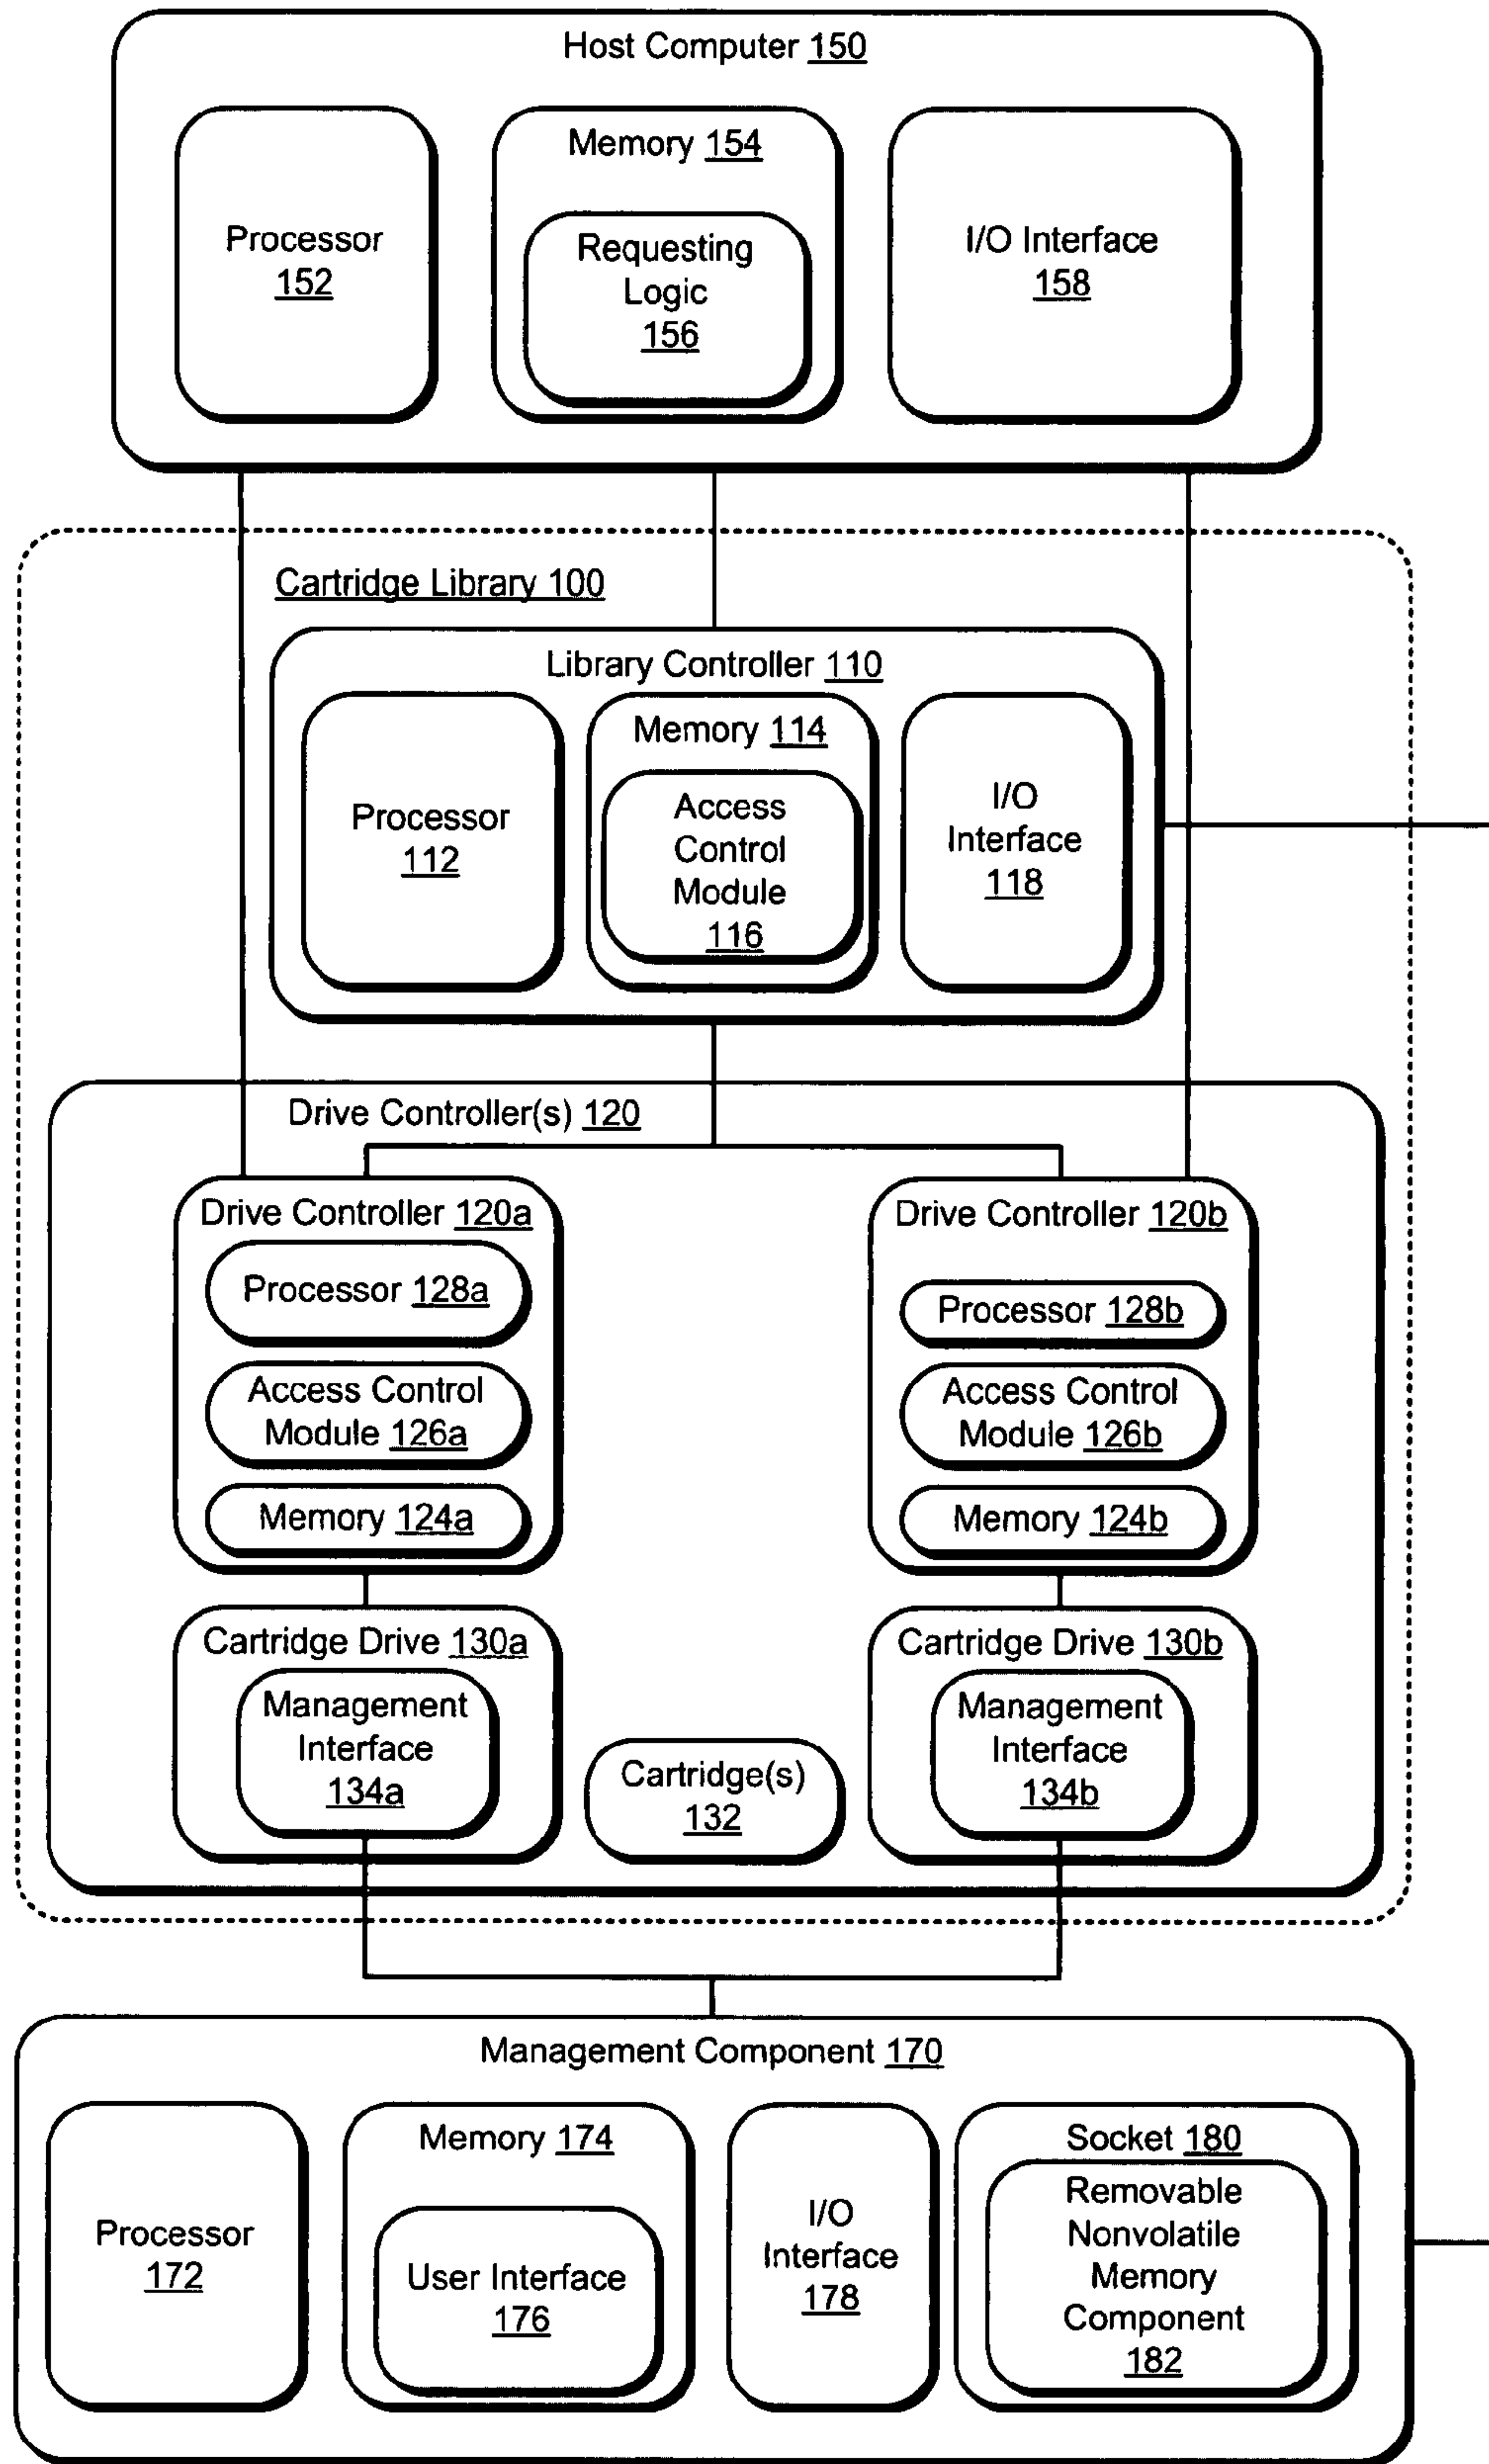 Host Computer 150
Processor
152
Memory 154
Requesting
Logic
156
I/O Interface
158
Cartridge Library 100
Library Controller 110
Processor
112
Memory 114
Access
Control
Module
116
I/O
Interface
118
Drive Controller(s) 120
Drive Controller 120a
Processor 128a
Access Control
Module 126a
Memory 124a
Drive Controller 120b
Processor 128b
Access Control
Module 126b
Memory 124b
Cartridge Drive 130a
Management
Interface
134a
Cartridge(s)
132
Cartridge Drive 130b
Management
Interface
134b
Management Component 170
Processor
172
Memory 174
User Interface
176
I/O
Interface
178
Socket 180
Removable
Nonvolatile
Memory
Component
182